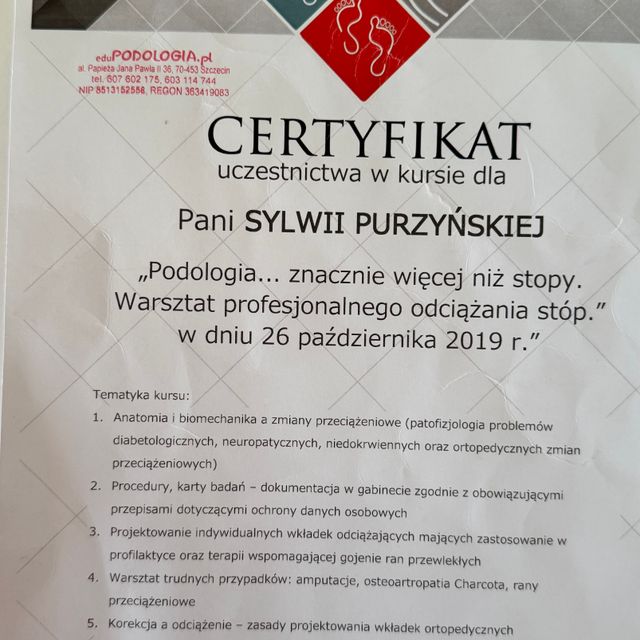 eduPODOLOGIA.pl
al. Papieża Jana Pawła II 36, 70-453 Szczecin
tel. 607 602 175, 603 114 744
NIP 8513152558, REGON 363419083
CERTYFIKAT
uczestnictwa w kursie dla
Pani SYLWII PURZYŃSKIEJ
„Podologia... znacznie więcej niż stopy.
Warsztat profesjonalnego odciążania stóp.”
w dniu 26 października 2019 r.”
Tematyka kursu:
1. Anatomia i biomechanika a zmiany przeciążeniowe (patofizjologia problemów
diabetologicznych, neuropatycznych, niedokrwiennych oraz ortopedycznych zmian
przeciążeniowych)
2. Procedury, karty badań – dokumentacja w gabinecie zgodnie z obowiązującymi
przepisami dotyczącymi ochrony danych osobowych
3. Projektowanie indywidualnych wkładek odciążających mających zastosowanie w
profilaktyce oraz terapii wspomagającej gojenie ran przewlekłych
4. Warsztat trudnych przypadków: amputacje, osteoartropatia Charcota, rany
przeciążeniowe
5. Korekcja a odciążenie – zasady projektowania wkładek ortopedycznych